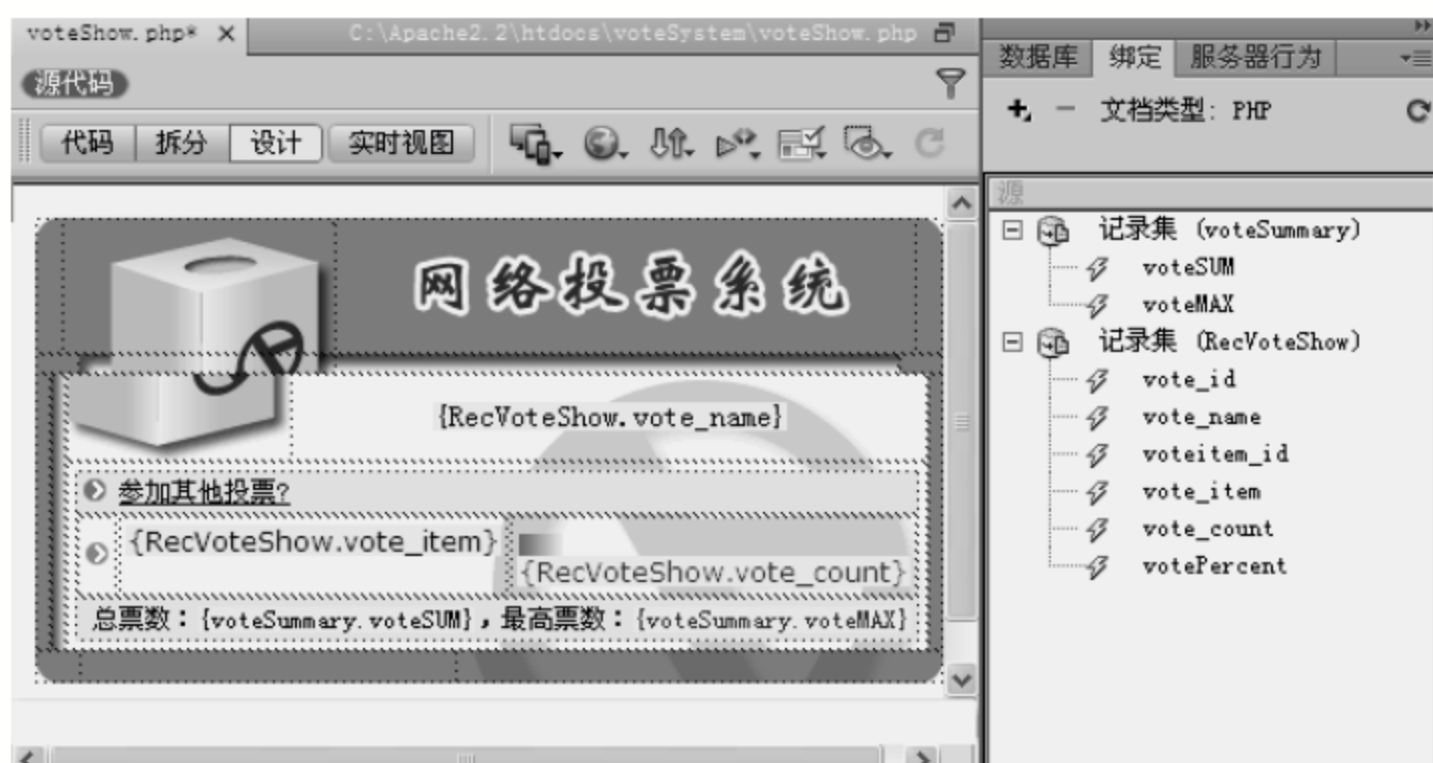 voteShow.php* × C:\Apache2.2\htdocs\voteSystem\voteShow.php
源代码
代码 拆分 设计 实时视图
网络投票系统
{RecVoteShow.vote_name}
参加其他投票?
{RecVoteShow.vote_item}
{RecVoteShow.vote_count}
总票数：{voteSummary.voteSUM}，最高票数：{voteSummary.voteMAX}
数据库 绑定 服务器行为
文档类型: PHP
源
记录集 (voteSummary)
voteSUM
voteMAX
记录集 (RecVoteShow)
vote_id
vote_name
voteitem_id
vote_item
vote_count
votePercent